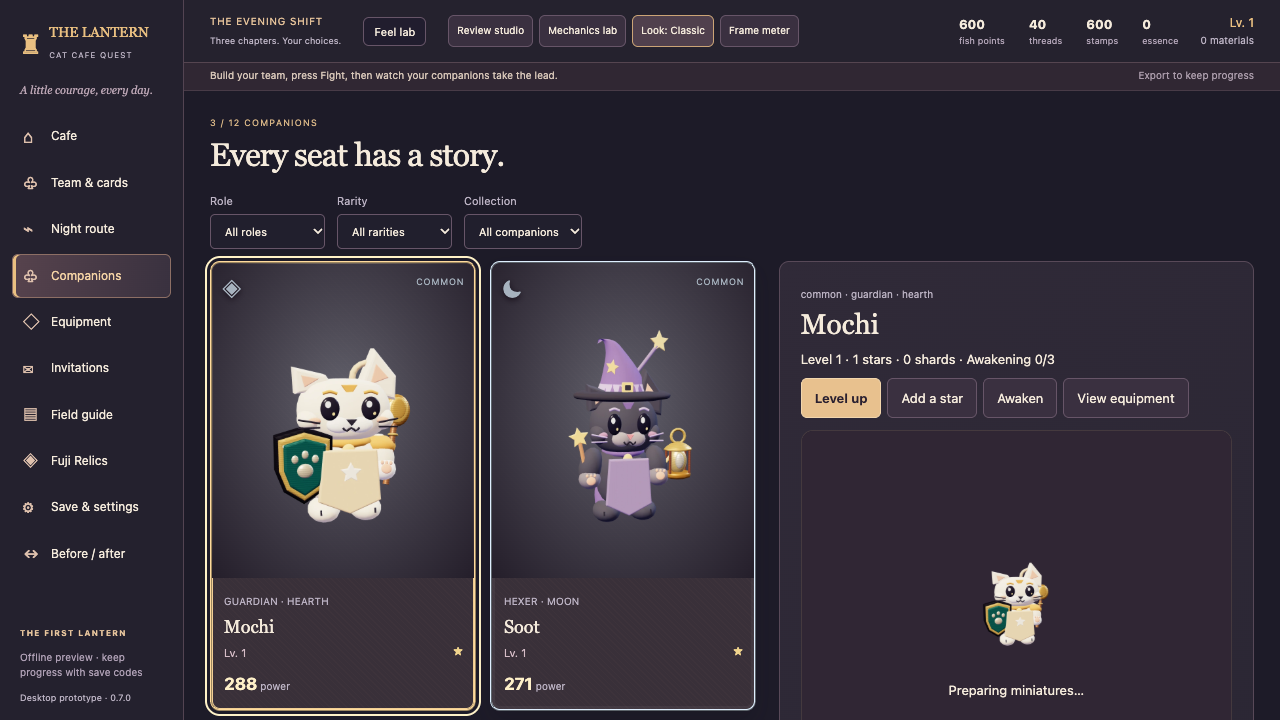 THE LANTERN
CAT CAFE QUEST
A little courage, every day.
Cafe
Team & cards
Night route
Companions
Equipment
Invitations
Field guide
Fuji Relics
Save & settings
Before / after
THE FIRST LANTERN
Offline preview · keep
progress with save codes
Desktop prototype · 0.7.0
THE EVENING SHIFT
Three chapters. Your choices.
Feel lab
Review studio
Mechanics lab
Look: Classic
Frame meter
600
fish points
40
threads
600
stamps
0
essence
Lv. 1
0 materials
Build your team, press Fight, then watch your companions take the lead.
Export to keep progress
3 / 12 COMPANIONS
Every seat has a story.
Role
Rarity
Collection
All roles
All rarities
All companions
COMMON
GUARDIAN · HEARTH
Mochi
Lv. 1
288 power
COMMON
HEXER · MOON
Soot
Lv. 1
271 power
common · guardian · hearth
Mochi
Level 1 · 1 stars · 0 shards · Awakening 0/3
Level up
Add a star
Awaken
View equipment
Preparing miniatures...